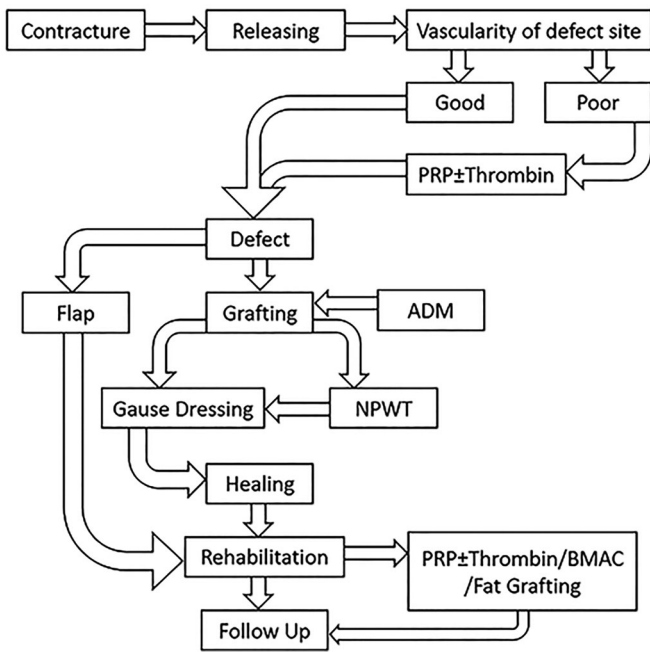 Contracture
Releasing
Vascularity of defect site
Good
Poor
PRP±Thrombin
Defect
Flap
Grafting
ADM
Gause Dressing
NPWT
Healing
Rehabilitation
PRP±Thrombin/BMAC
/Fat Grafting
Follow Up